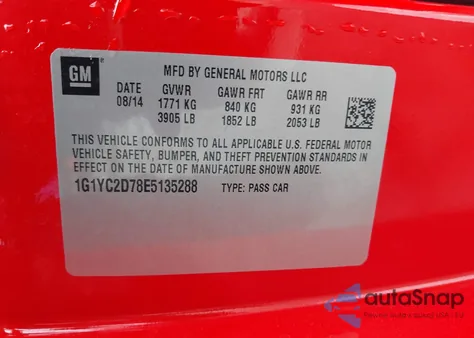 GM
MFD BY GENERAL MOTORS LLC
DATE GVWR GAWR FRT GAWR RR
08/14 1771 KG 840 KG 931 KG
3905 LB 1852 LB 2053 LB
THIS VEHICLE CONFORMS TO ALL APPLICABLE U.S. FEDERAL MOTOR
VEHICLE SAFETY, BUMPER, AND THEFT PREVENTION STANDARDS
IN EFFECT ON THE DATE OF MANUFACTURE SHOWN ABOVE.
1G1YC2D78E5135288 TYPE: PASS CAR
autoSnap